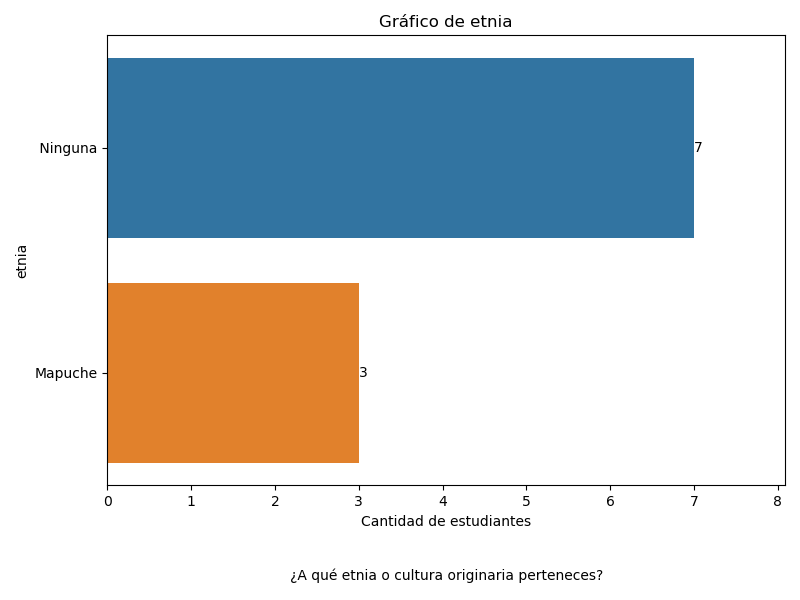 Gráfico de etnia
Ninguna
7
etnia
Mapuche
3
0 1 2 3 4 5 6 7 8
Cantidad de estudiantes
¿A qué etnia o cultura originaria perteneces?